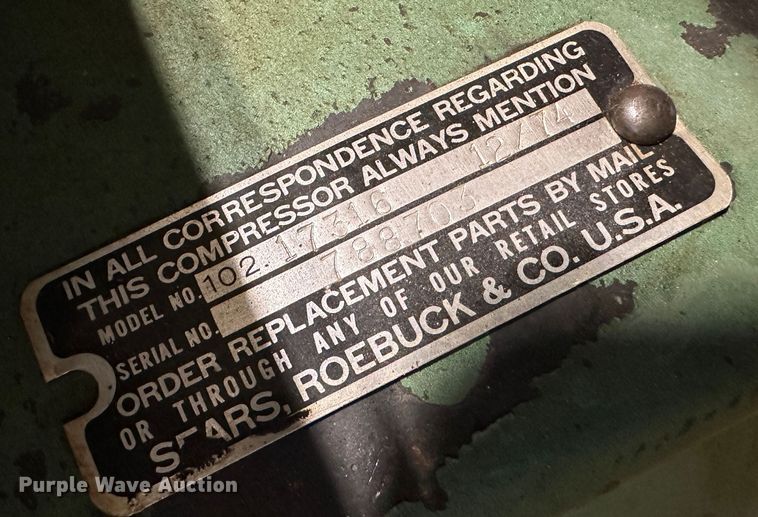 IN ALL CORRESPONDENCE REGARDING
THIS COMPRESSOR ALWAYS MENTION
MODEL NO. 102.17316 12/74
SERIAL NO. 788703
ORDER REPLACEMENT PARTS BY MAIL
OR THROUGH ANY OF OUR RETAIL STORES
SEARS, ROEBUCK & CO. U.S.A.
Purple Wave Auction